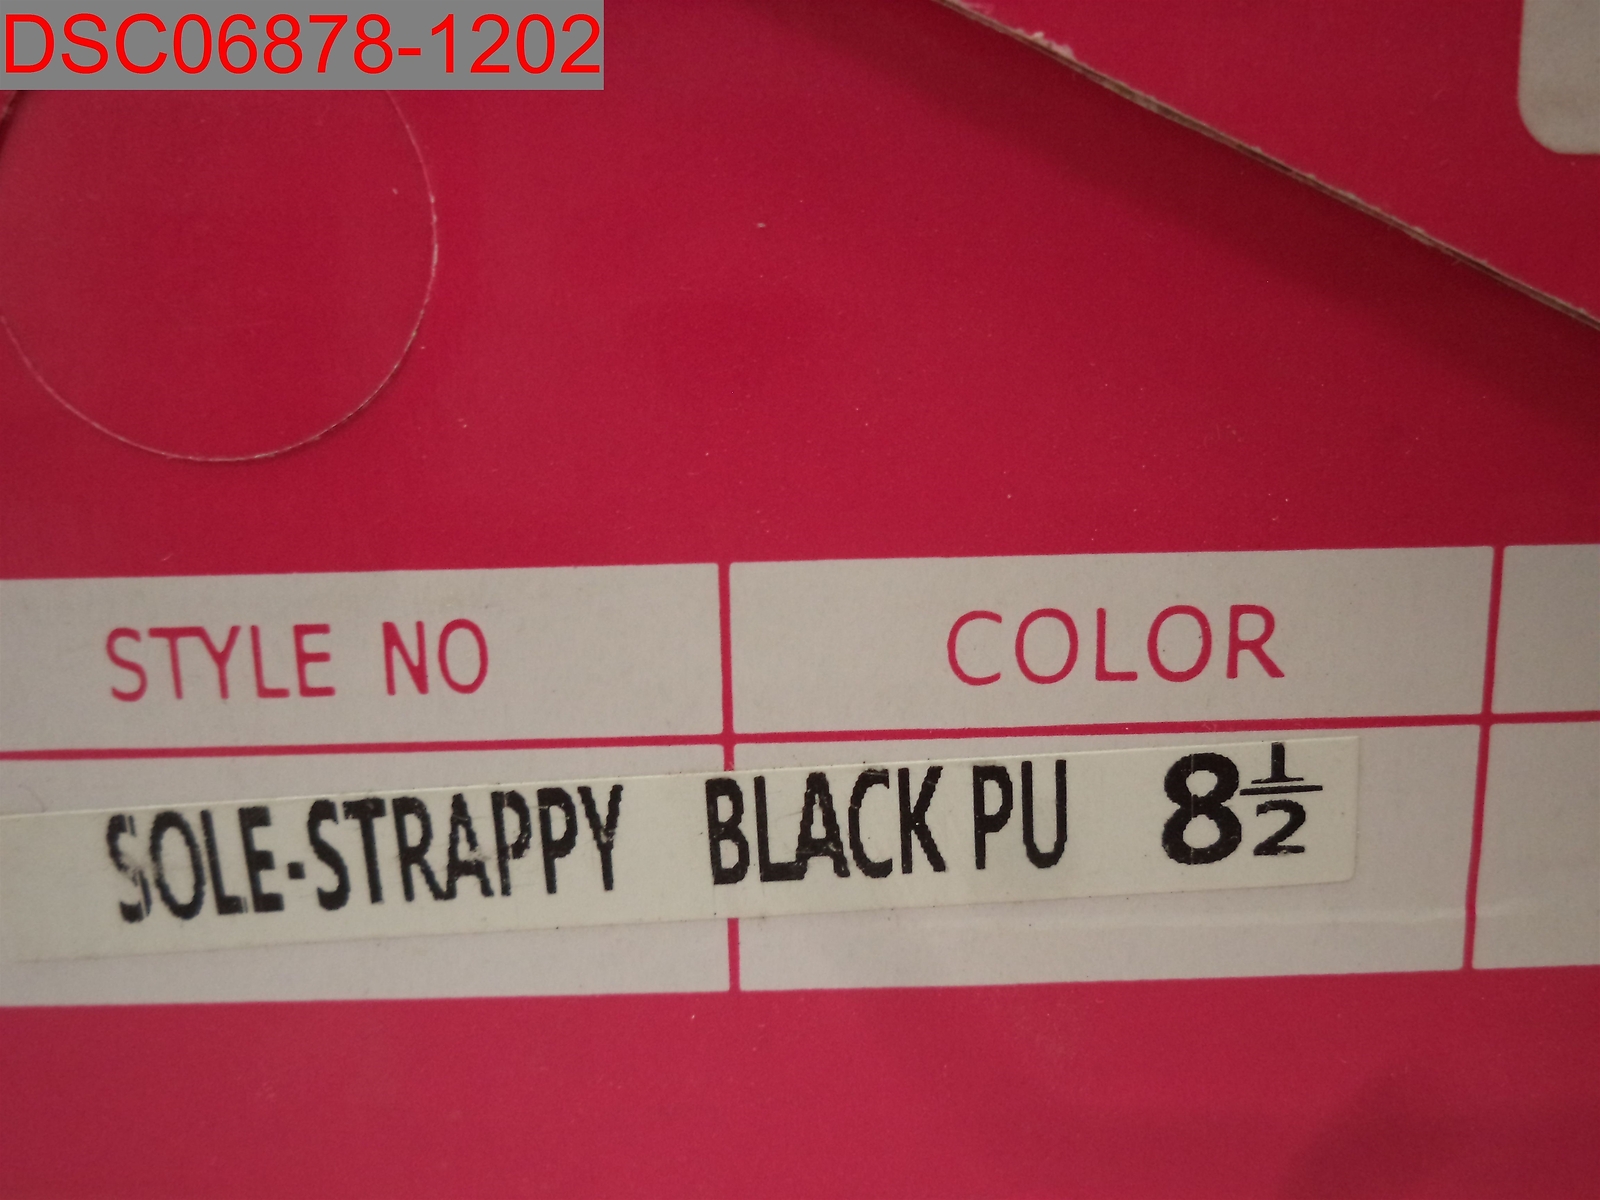 DSC06878-1202
STYLE NO COLOR
SOLE-STRAPPY BLACK PU 8½